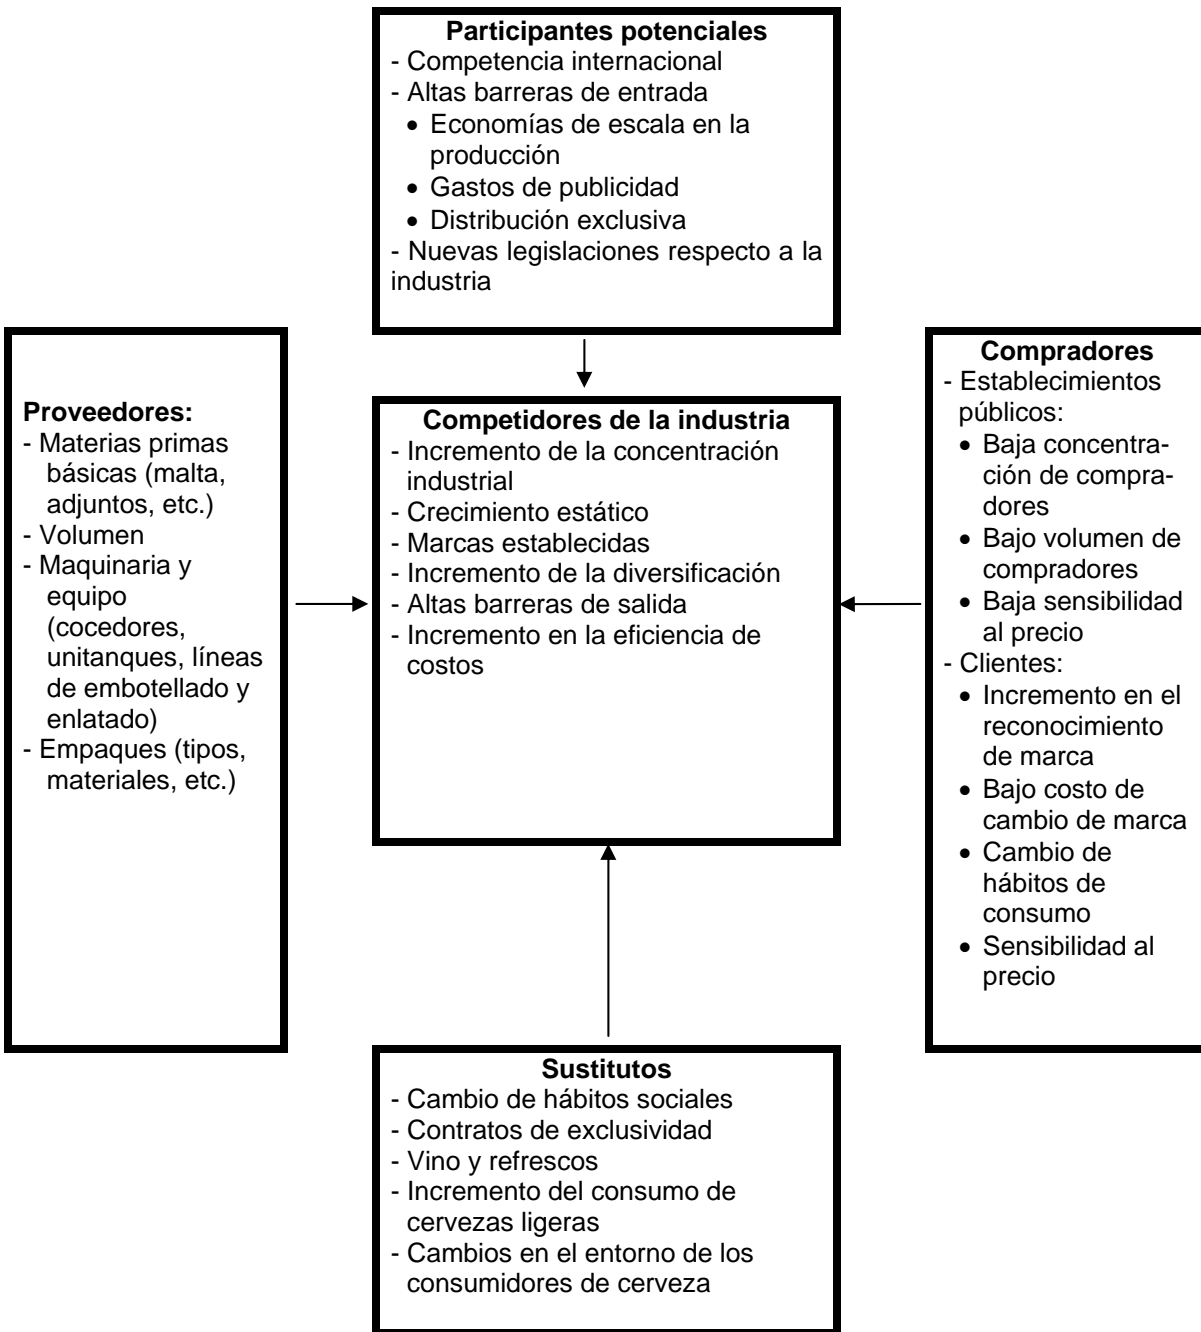 Participantes potenciales
- Competencia internacional
- Altas barreras de entrada
• Economías de escala en la
producción
• Gastos de publicidad
• Distribución exclusiva
- Nuevas legislaciones respecto a la
industria
Proveedores:
- Materias primas
básicas (malta,
adjuntos, etc.)
- Volumen
- Maquinaria y
equipo
(cocedores,
unitanques, líneas
de embotellado y
enlatado)
- Empaques (tipos,
materiales, etc.)
Competidores de la industria
- Incremento de la concentración
industrial
- Crecimiento estático
- Marcas establecidas
- Incremento de la diversificación
- Altas barreras de salida
- Incremento en la eficiencia de
costos
Compradores
- Establecimientos
públicos:
• Baja concentra-
ción de compra-
dores
• Bajo volumen de
compradores
• Baja sensibilidad
al precio
- Clientes:
• Incremento en el
reconocimiento
de marca
• Bajo costo de
cambio de marca
• Cambio de
hábitos de
consumo
• Sensibilidad al
precio
Sustitutos
- Cambio de hábitos sociales
- Contratos de exclusividad
- Vino y refrescos
- Incremento del consumo de
cervezas ligeras
- Cambios en el entorno de los
consumidores de cerveza